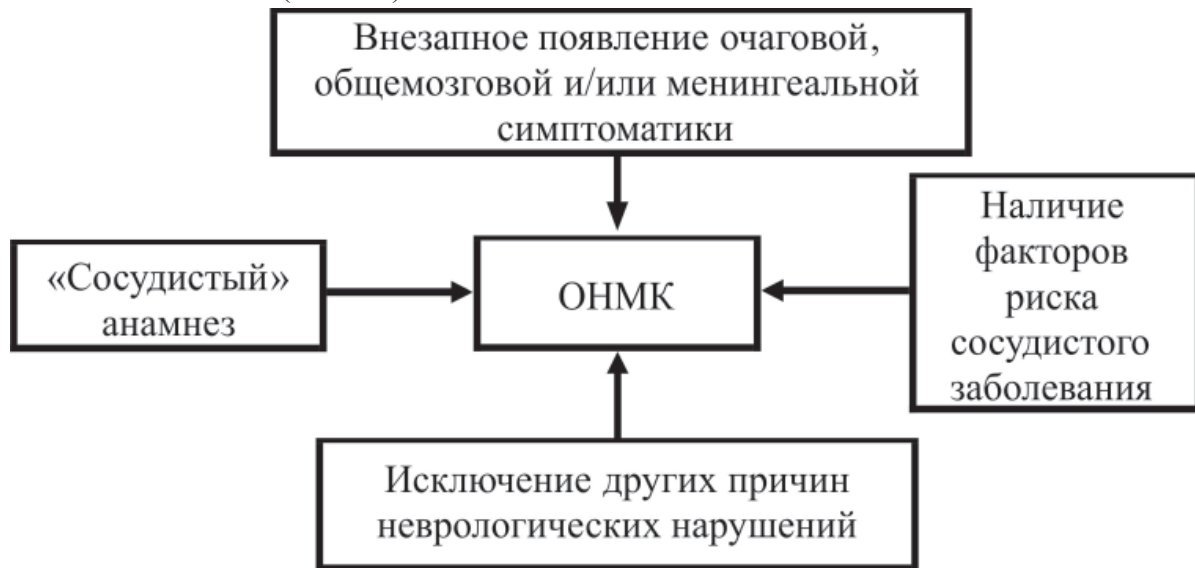 Внезапное появление очаговой,
общемозговой и/или менингеальной
симптоматики
«Сосудистый»
анамнез
ОНМК
Наличие
факторов
риска
сосудистого
заболевания
Исключение других причин
неврологических нарушений